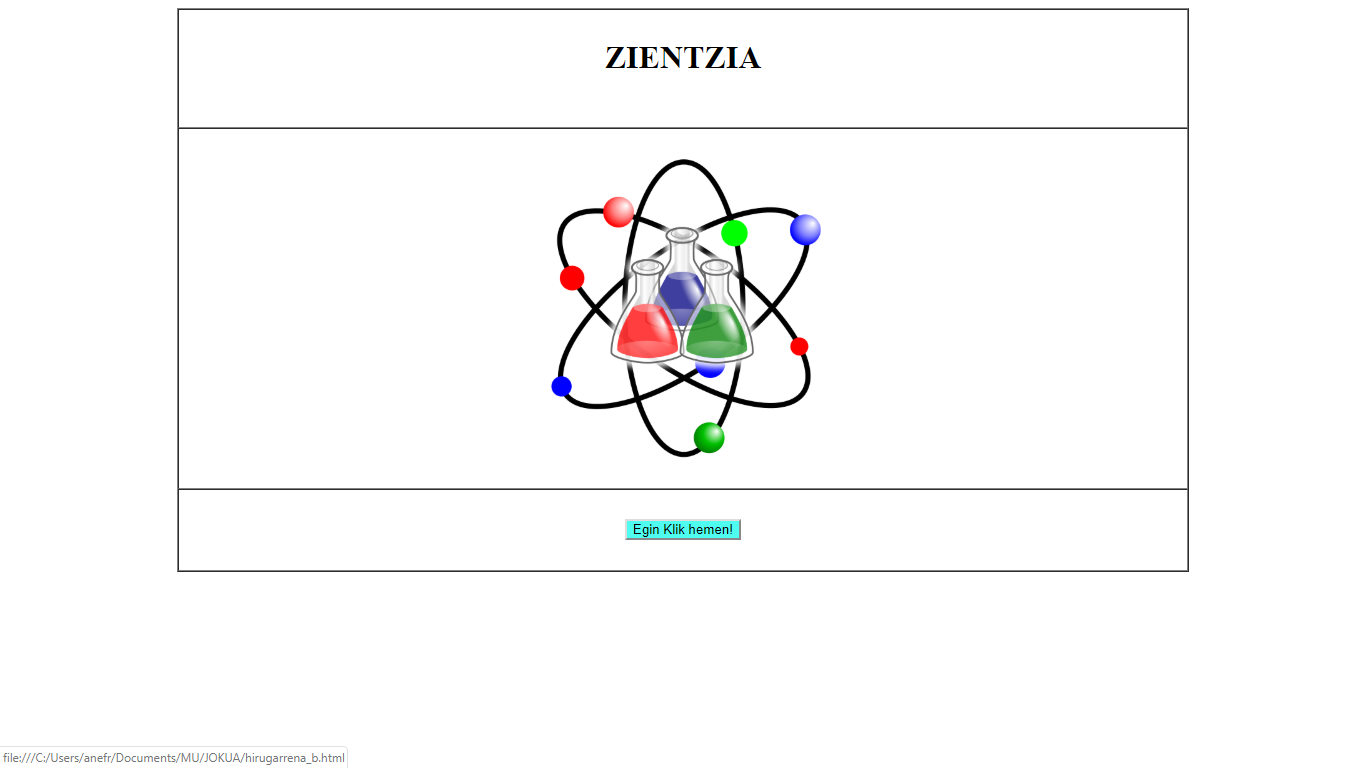 ZIENTZIA
Egin Klik hemen!
file:///C:/Users/anefr/Documents/MU/JOKUA/hirugarrena_b.html